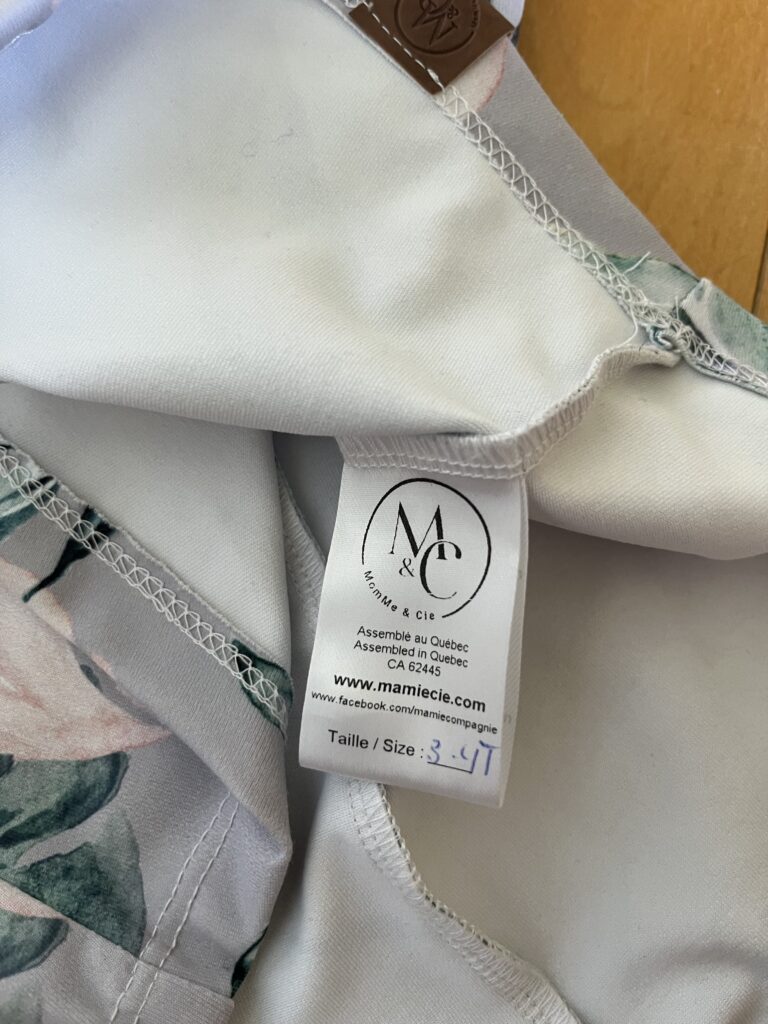 M
&
C
MomMe & Cie
Assemblé au Québec
Assembled in Quebec
CA 62445
www.mamiecie.com
www.facebook.com/mamiecompagnie
Taille / Size : 3-4T